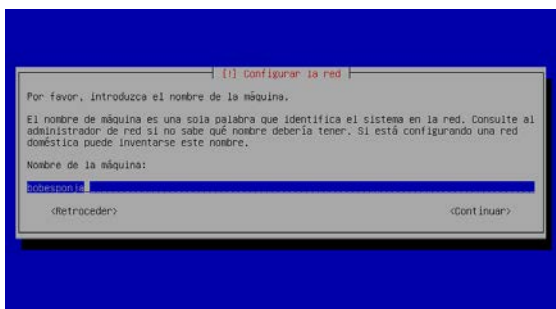 [!] Configurar la red
Por favor, introduzca el nombre de la máquina.
El nombre de máquina es una sola palabra que identifica el sistema en la red. Consulte al
administrador de red si no sabe qué nombre debería tener. Si está configurando una red
doméstica puede inventarse este nombre.
Nombre de la máquina:
bobesponja
<Retroceder> <Continuar>